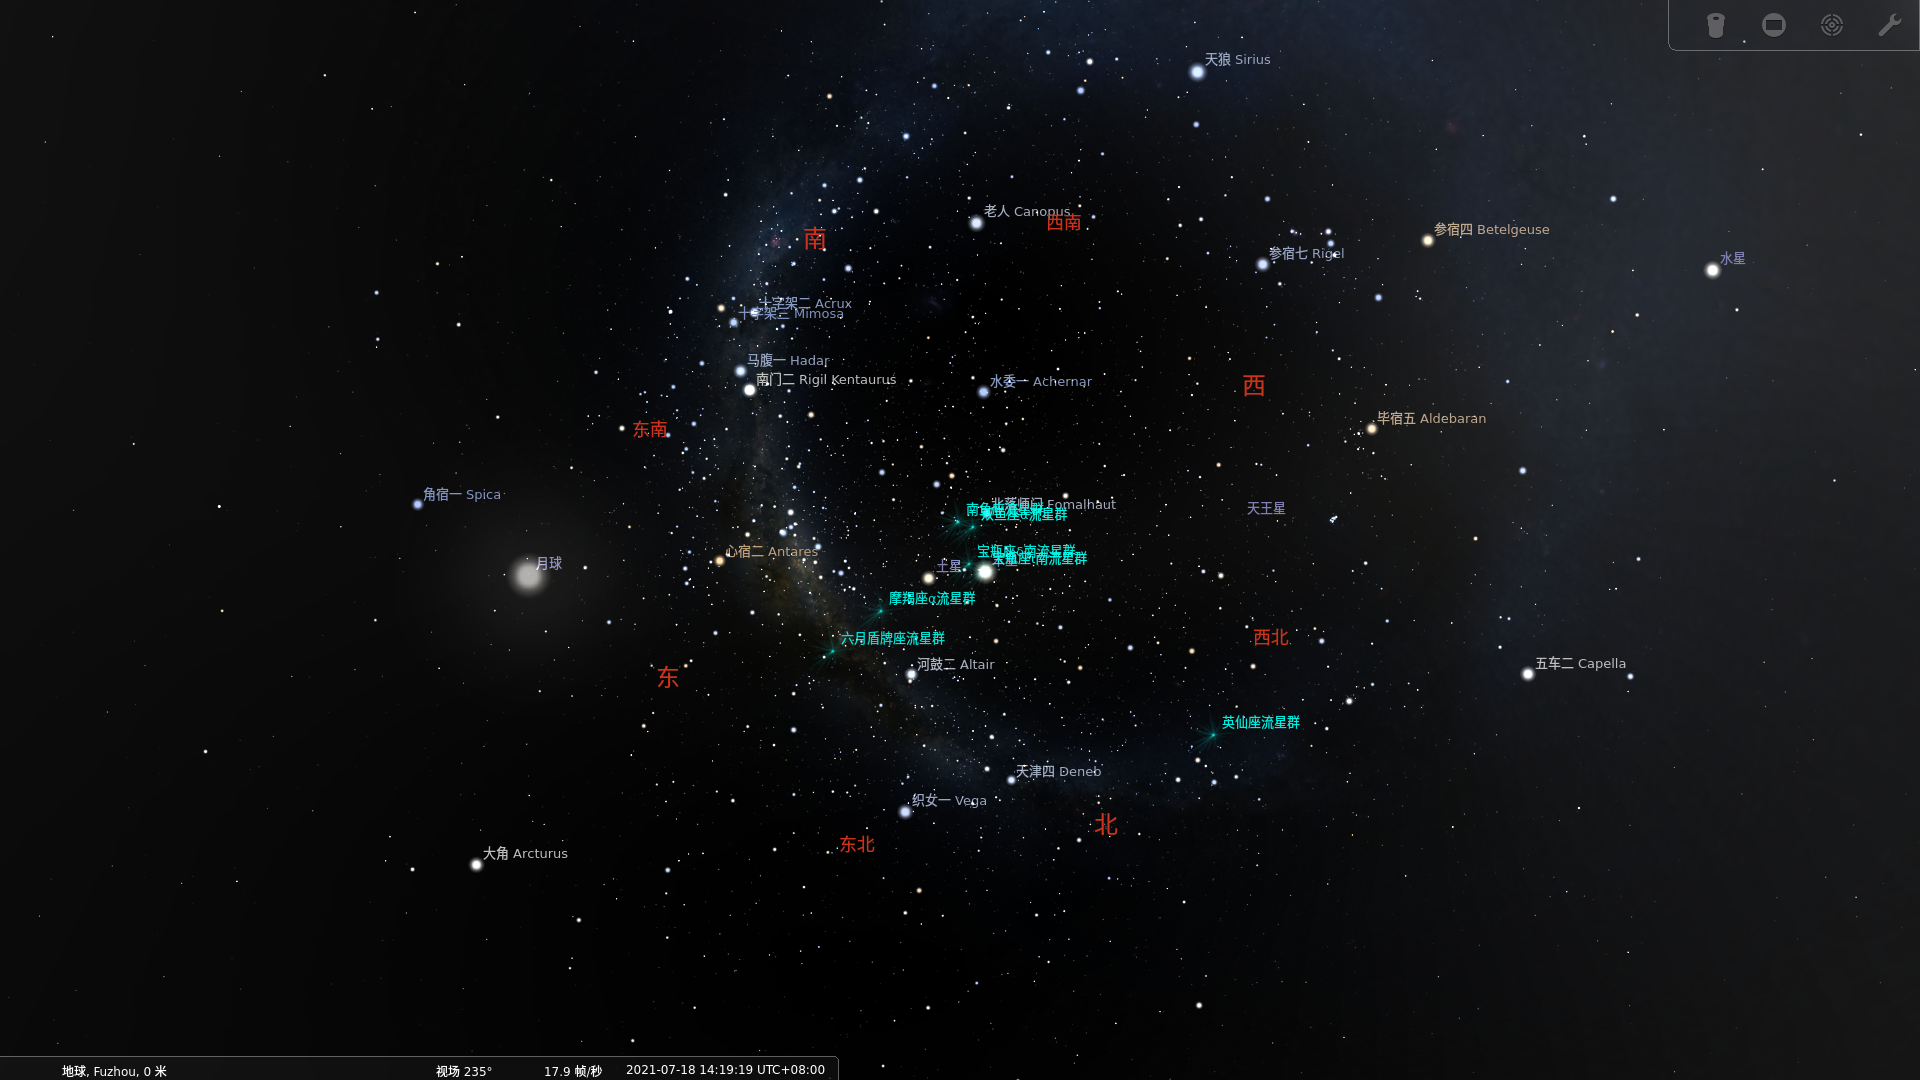 天狼 Sirius
老人 Canopus
西南
参宿四 Betelgeuse
南
参宿七 Rigel
水星
十字架二 Acrux
十字架三 Mimosa
马腹一 Hadar
南门二 Rigil Kentaurus
水委一 Achernar
西
毕宿五 Aldebaran
东南
角宿一 Spica
北落师门 Fomalhaut
天王星
心宿二 Antares
月球
土星
摩羯座α流星群
六月盾牌座流星群
西北
河鼓二 Altair
五车二 Capella
东
英仙座流星群
天津四 Deneb
织女一 Vega
北
东北
大角 Arcturus
地球, Fuzhou, 0 米
视场 235°
17.9 帧/秒
2021-07-18 14:19:19 UTC+08:00